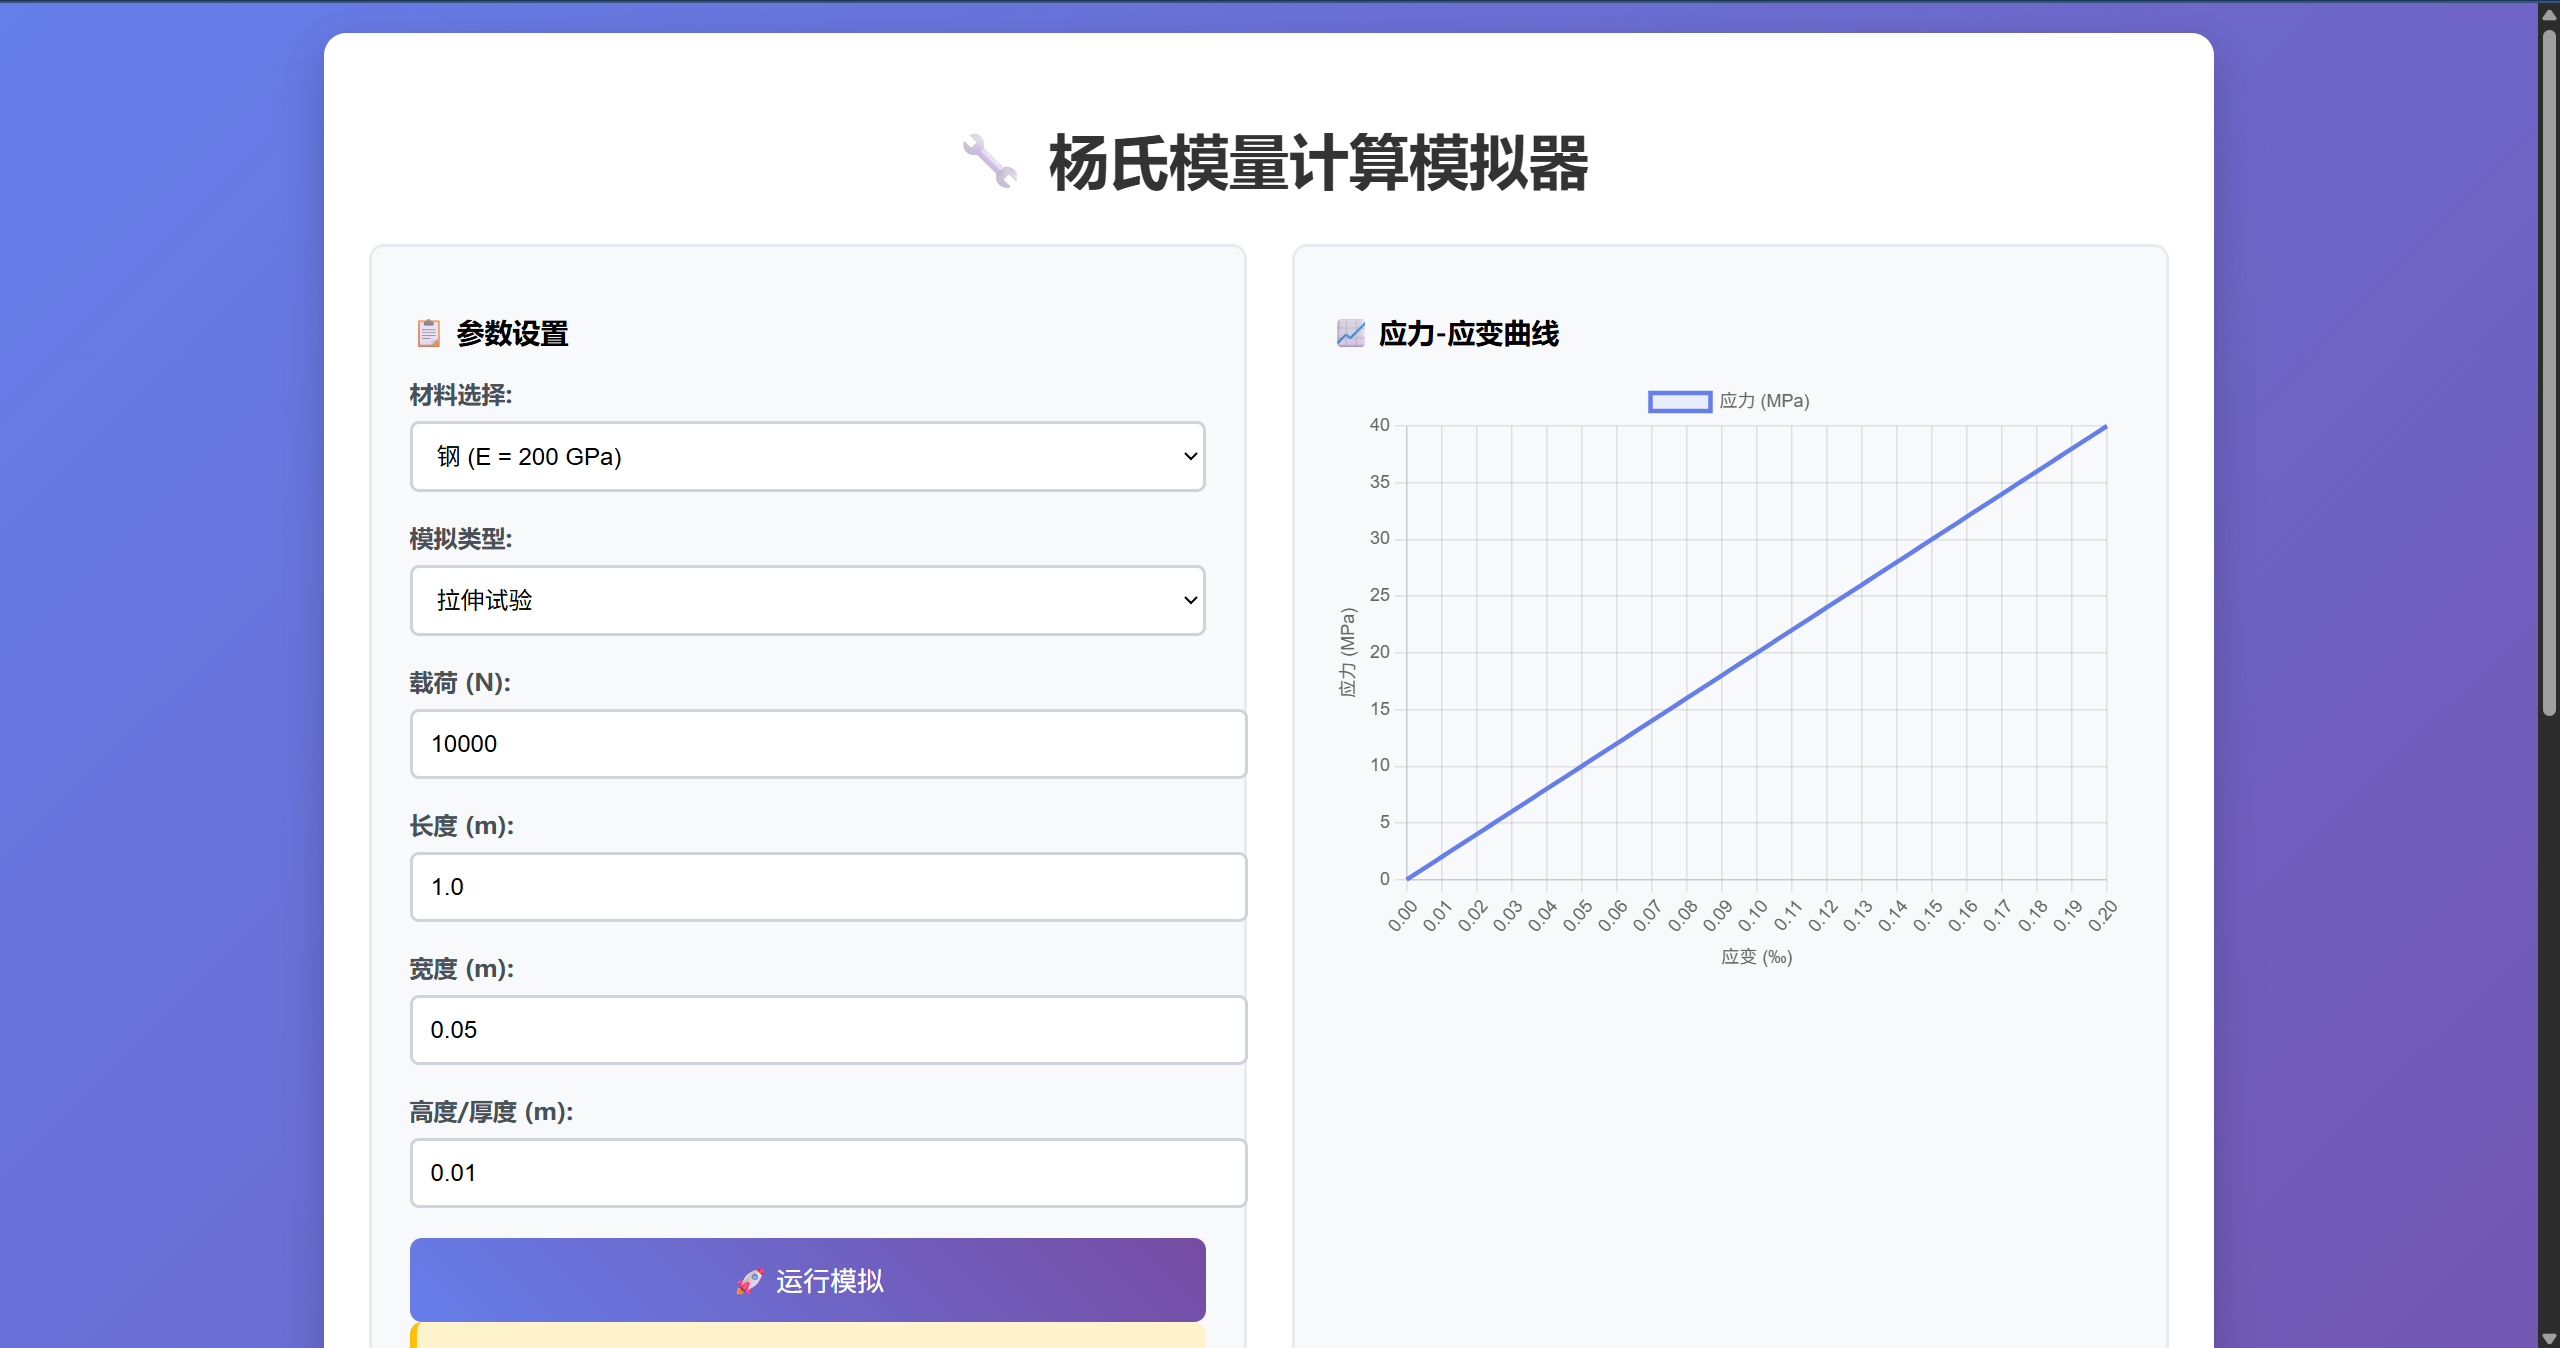 杨氏模量计算模拟器
参数设置
材料选择:
钢 (E = 200 GPa)
模拟类型:
拉伸试验
载荷 (N):
10000
长度 (m):
1.0
宽度 (m):
0.05
高度/厚度 (m):
0.01
运行模拟
应力-应变曲线
应力 (MPa)
40
35
30
25
20
15
10
5
0
应力 (MPa)
0.00 0.01 0.02 0.03 0.04 0.05 0.06 0.07 0.08 0.09 0.10 0.11 0.12 0.13 0.14 0.15 0.16 0.17 0.18 0.19 0.20
应变 (‰)